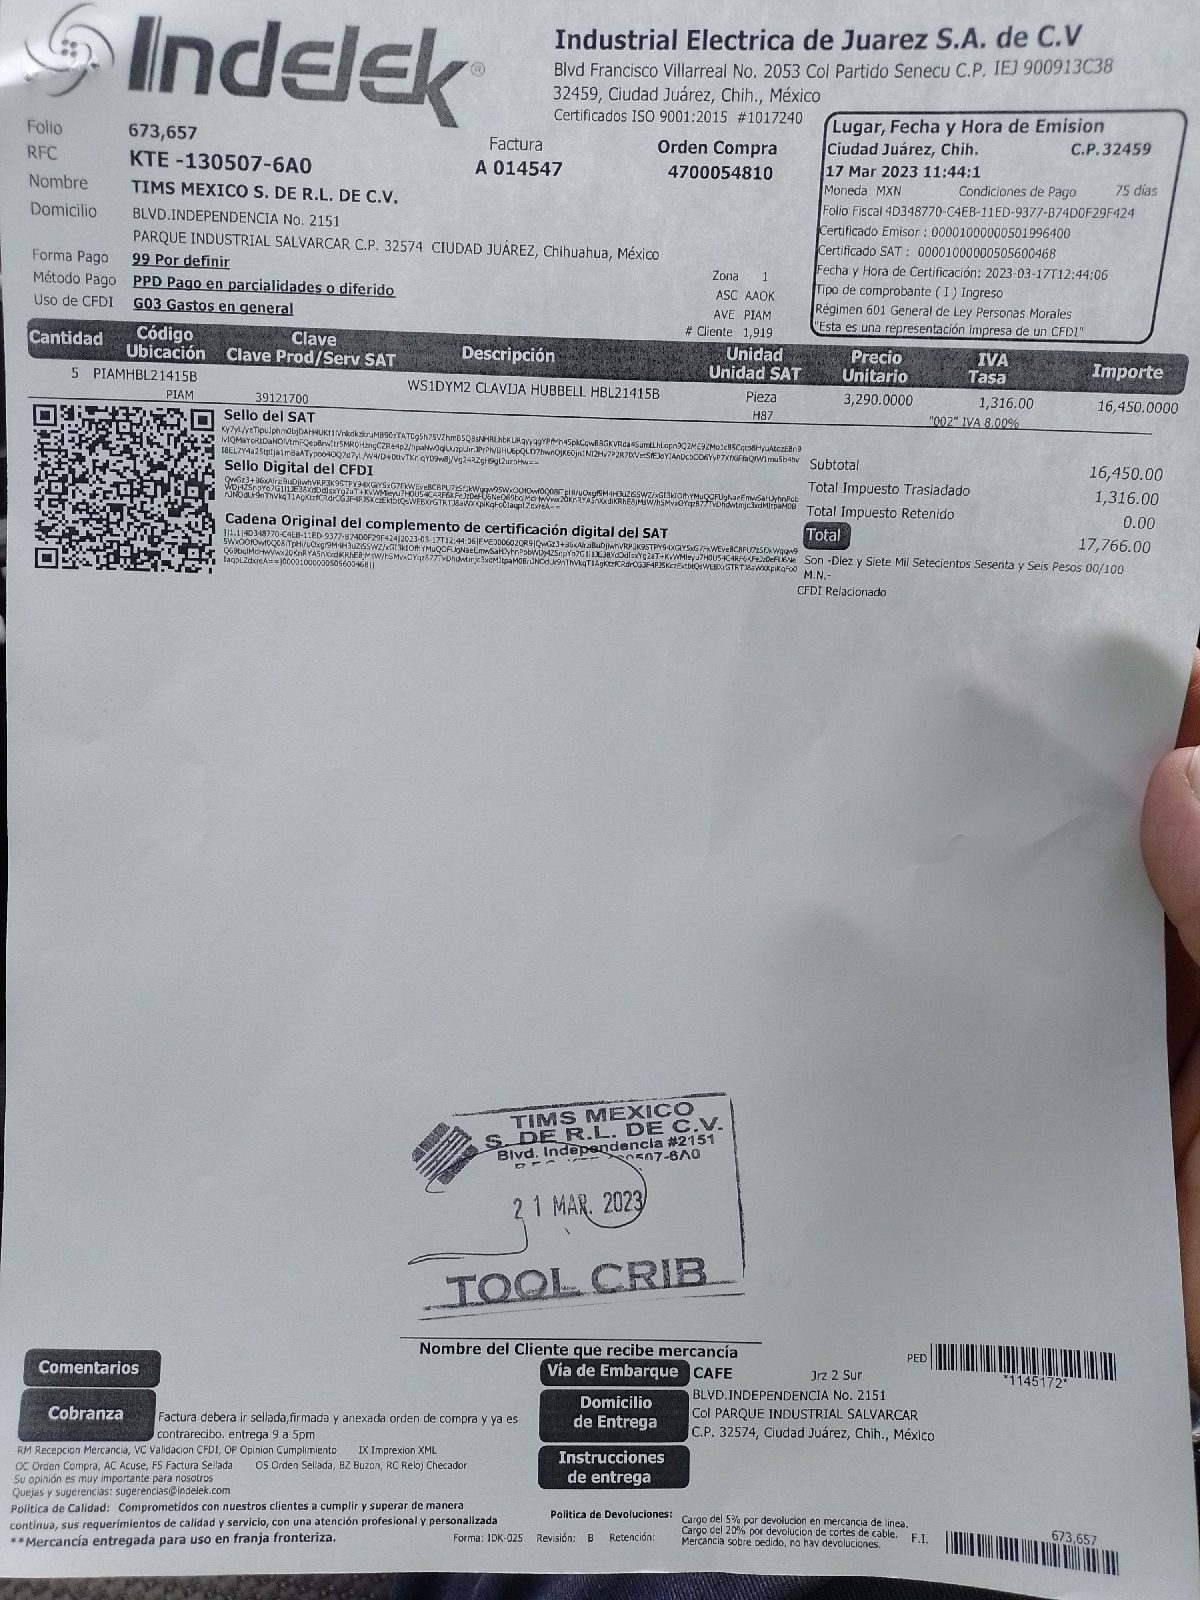 Indelek®
Industrial Electrica de Juarez S.A. de C.V
Blvd Francisco Villarreal No. 2053 Col Partido Senecu C.P. IEJ 900913C38
32459, Ciudad Juárez, Chih., México
Certificados ISO 9001:2015 #1017240
Folio 673,657
RFC KTE -130507-6A0
Factura
A 014547
Orden Compra
4700054810
Nombre TIMS MEXICO S. DE R.L. DE C.V.
Domicilio BLVD.INDEPENDENCIA No. 2151
PARQUE INDUSTRIAL SALVARCAR C.P. 32574 CIUDAD JUÁREZ, Chihuahua, México
Forma Pago 99 Por definir
Método Pago PPD Pago en parcialidades o diferido
Uso de CFDI G03 Gastos en general
Zona 1
ASC AAOK
AVE PIAM
# Cliente 1,919
Lugar, Fecha y Hora de Emision
Ciudad Juárez, Chih. C.P. 32459
17 Mar 2023 11:44:1
Moneda MXN Condiciones de Pago 75 días
Folio Fiscal 4D348770-C4EB-11ED-9377-B74D0F29F424
Certificado Emisor : 00001000000501996400
Certificado SAT : 00001000000505600468
Fecha y Hora de Certificación: 2023-03-17T12:44:06
Tipo de comprobante ( I ) Ingreso
Régimen 601 General de Ley Personas Morales
"Esta es una representación impresa de un CFDI"
Cantidad Código Ubicación Clave Clave Prod/Serv SAT Descripción Unidad Unidad SAT Precio Unitario IVA Tasa Importe
5 PIAMHBL21415B WS1DYM2 CLAVIJA HUBBELL HBL21415B Pieza 3,290.0000 1,316.00 16,450.0000
PIAM 39121700 H87 "002" IVA 8.00%
Sello del SAT
Sello Digital del CFDI
Cadena Original del complemento de certificación digital del SAT
Subtotal 16,450.00
Total Impuesto Trasladado 1,316.00
Total Impuesto Retenido 0.00
Total 17,766.00
Son -Diez y Siete Mil Setecientos Sesenta y Seis Pesos 00/100
M.N.-
CFDI Relacionado
TIMS MEXICO
S. DE R.L. DE C.V.
Blvd. Independencia #2151
0507-6A0
21 MAR. 2023
TOOL CRIB
Nombre del Cliente que recibe mercancía
Comentarios
Cobranza
Factura debera ir sellada,firmada y anexada orden de compra y ya es
contrarecibo. entrega 9 a 5pm
RM Recepcion Mercancia, VC Validacion CFDI, OP Opinion Cumplimiento IX Imprexion XML
OC Orden Compra, AC Acuse, FS Factura Sellada OS Orden Sellada, BZ Buzon, RC Reloj Checador
Su opinión es muy importante para nosotros
Quejas y sugerencias: sugerencias@indelek.com
Politica de Calidad: Comprometidos con nuestros clientes a cumplir y superar de manera
continua, sus requerimientos de calidad y servicio, con una atención profesional y personalizada
**Mercancía entregada para uso en franja fronteriza.
Vía de Embarque CAFE Jrz 2 Sur
Domicilio de Entrega
BLVD.INDEPENDENCIA No. 2151
Col PARQUE INDUSTRIAL SALVARCAR
C.P. 32574, Ciudad Juárez, Chih., México
Instrucciones de entrega
PED
*1145172*
Politica de Devoluciones:
Cargo del 5% por devolucion en mercancia de linea.
Cargo del 20% por devolucion de cortes de cable.
Mercancia sobre pedido, no hay devoluciones.
Forma: IDK-025 Revisión: B Retención:
F.I.
673,657